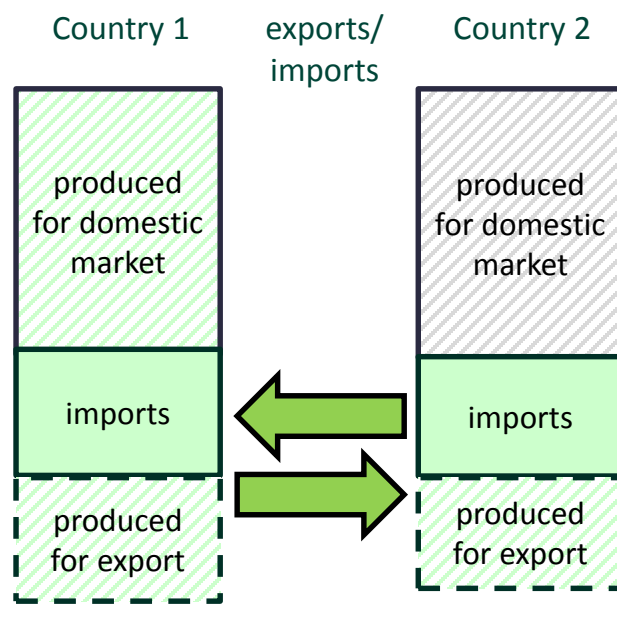 Country 1
exports/
imports
Country 2
produced
for domestic
market
imports
produced
for export
produced
for domestic
market
imports
produced
for export